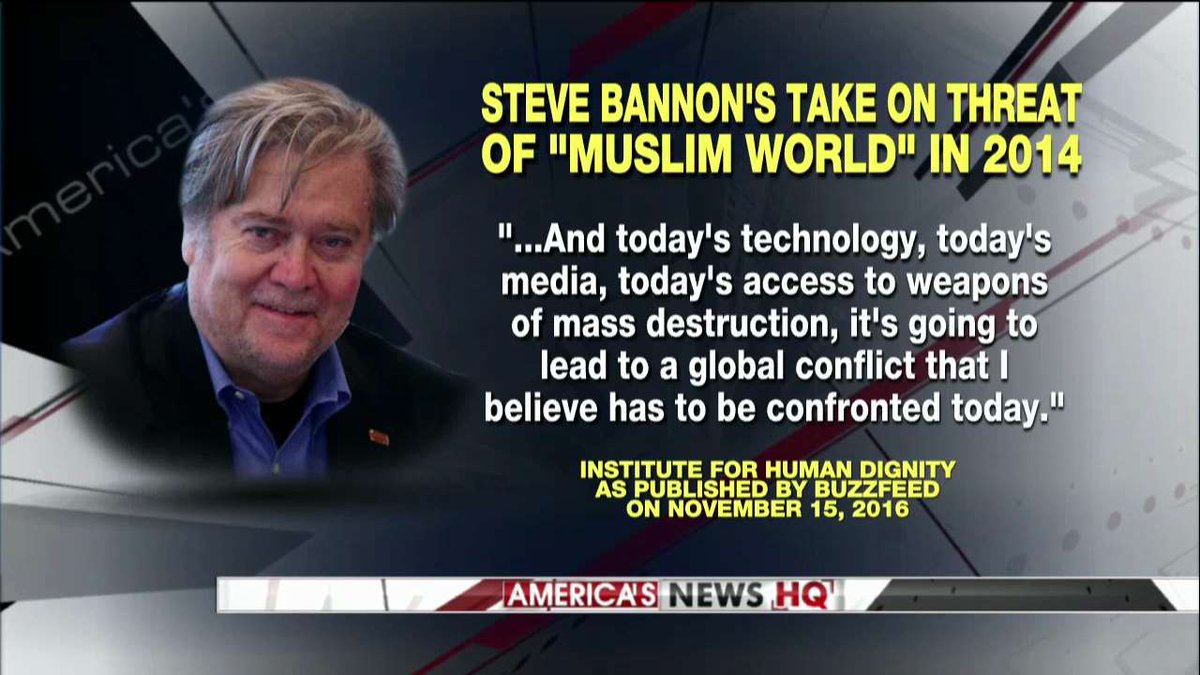 America's
STEVE BANNON'S TAKE ON THREAT
OF "MUSLIM WORLD" IN 2014
"...And today's technology, today's
media, today's access to weapons
of mass destruction, it's going to
lead to a global conflict that I
believe has to be confronted today."
INSTITUTE FOR HUMAN DIGNITY
AS PUBLISHED BY BUZZFEED
ON NOVEMBER 15, 2016
AMERICA'S NEWS HQ